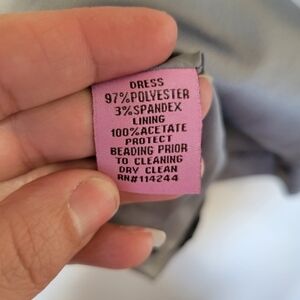 DRESS
97%POLYESTER
3%SPANDEX
LINING
100%ACETATE
PROTECT
BEADING PRIOR
TO CLEANING
DRY CLEAN
RN#114244